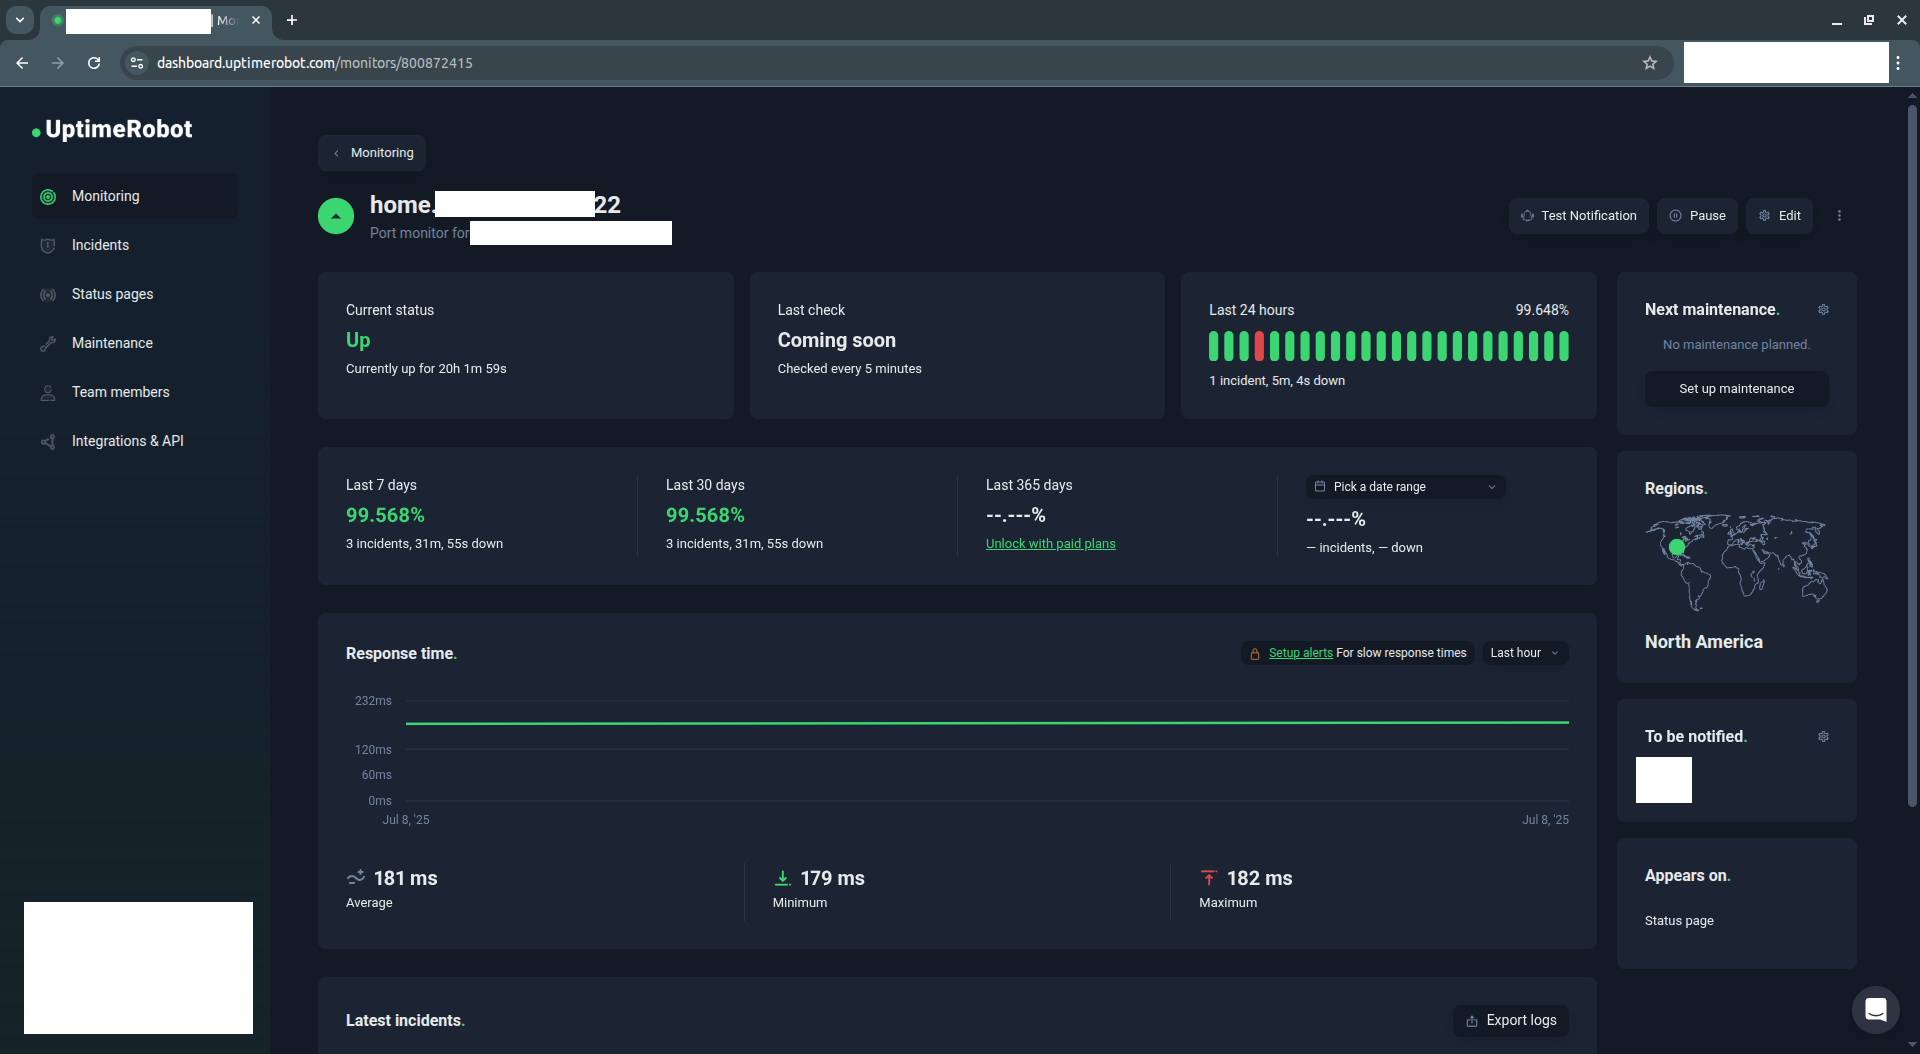 Mo
dashboard.uptimerobot.com/monitors/800872415
UptimeRobot
Monitoring
Incidents
Status pages
Maintenance
Team members
Integrations & API
Monitoring
home. 22
Port monitor for
Test Notification
Pause
Edit
Current status
Up
Currently up for 20h 1m 59s
Last check
Coming soon
Checked every 5 minutes
Last 24 hours 99.648%
1 incident, 5m, 4s down
Last 7 days
99.568%
3 incidents, 31m, 55s down
Last 30 days
99.568%
3 incidents, 31m, 55s down
Last 365 days
--.---%
Unlock with paid plans
Pick a date range
--.---%
— incidents, — down
Response time.
Setup alerts For slow response times
Last hour
232ms
120ms
60ms
0ms
Jul 8, '25 Jul 8, '25
181 ms
Average
179 ms
Minimum
182 ms
Maximum
Latest incidents.
Export logs
Next maintenance.
No maintenance planned.
Set up maintenance
Regions.
North America
To be notified.
Appears on.
Status page